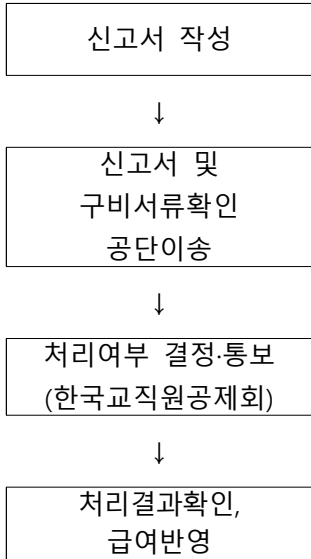 신고서 작성
↓
신고서 및
구비서류확인
공단이송
↓
처리여부 결정·통보
(한국교직원공제회)
↓
처리결과확인,
급여반영